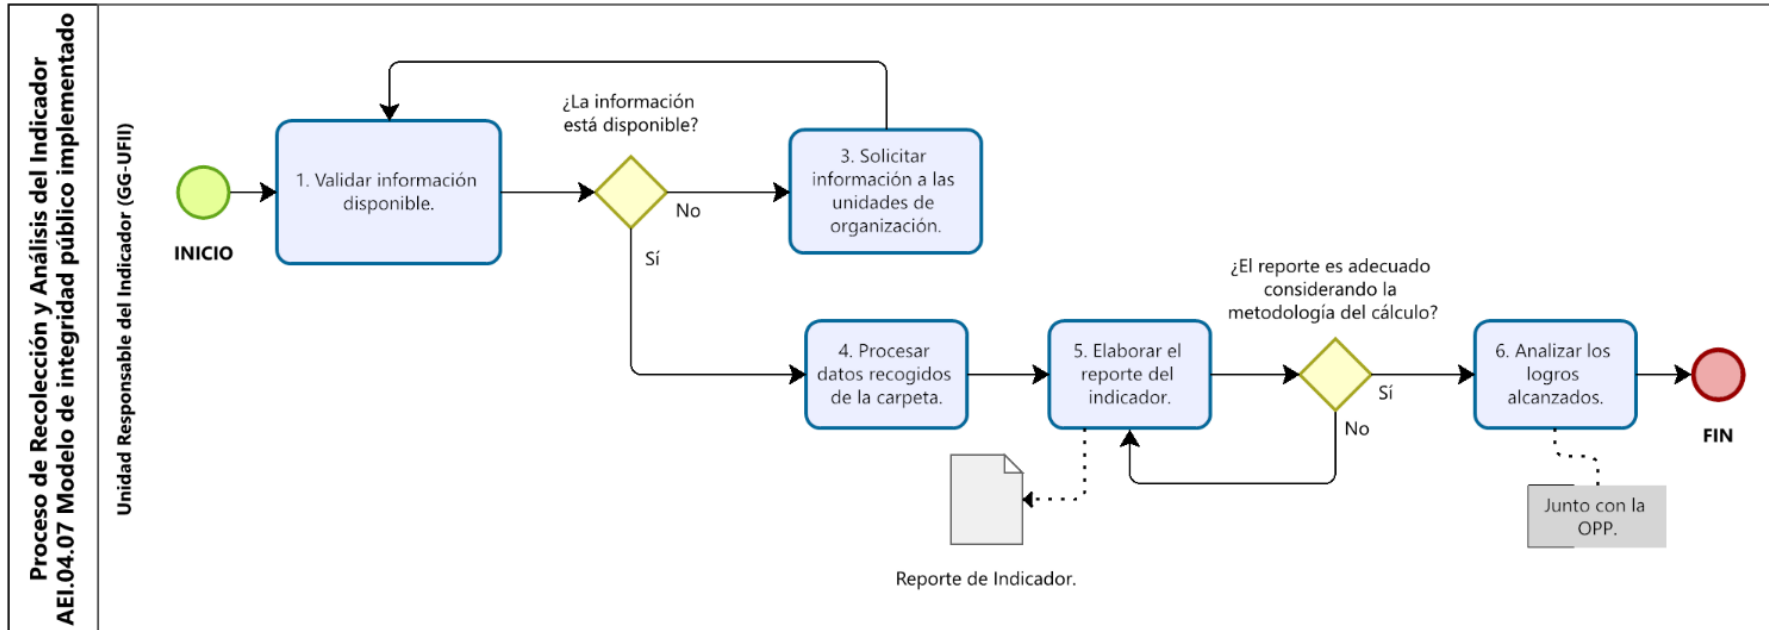 Proceso de Recolección y Análisis del Indicador
AEI.04.07 Modelo de integridad público implementado
Unidad Responsable del Indicador (GG-UFII)
INICIO
1. Validar información
disponible.
¿La información
está disponible?
No
Sí
3. Solicitar
información a las
unidades de
organización.
4. Procesar
datos recogidos
de la carpeta.
5. Elaborar el
reporte del
indicador.
Reporte de Indicador.
¿El reporte es adecuado
considerando la
metodología del cálculo?
Sí
No
6. Analizar los
logros
alcanzados.
Junto con la
OPP.
FIN